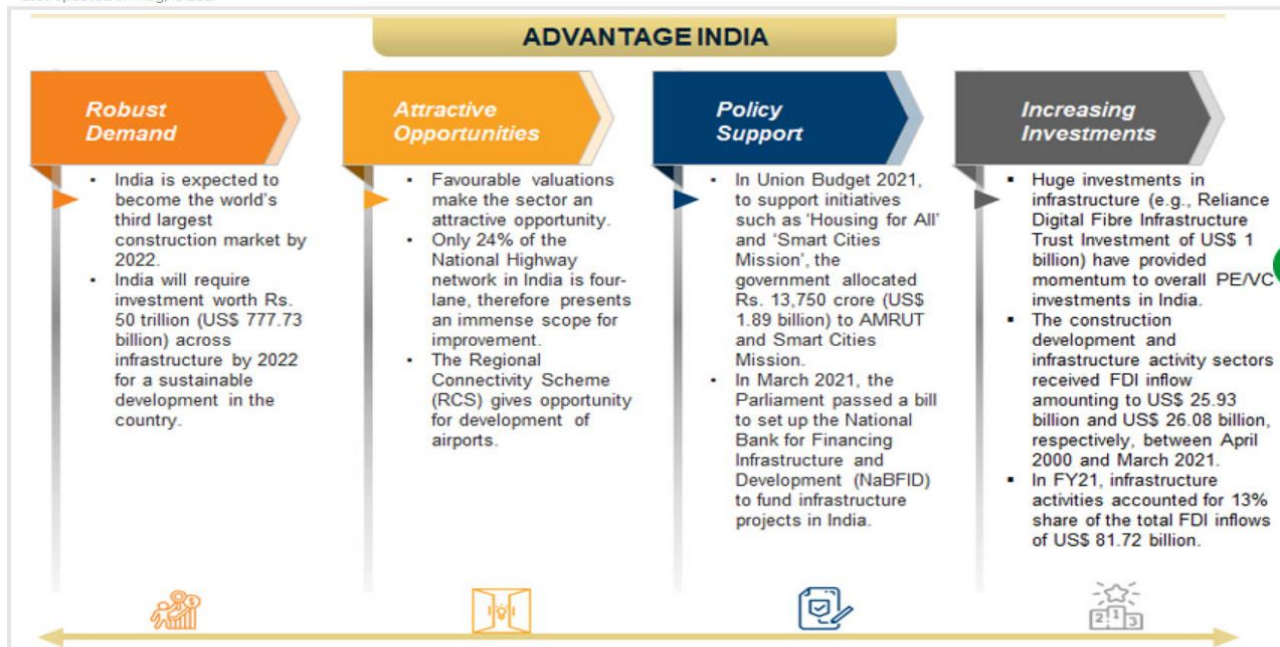 ADVANTAGE INDIA
Robust
Demand
• India is expected to
become the world's
third largest
construction market by
2022.
• India will require
investment worth Rs.
50 trillion (US$ 777.73
billion) across
infrastructure by 2022
for a sustainable
development in the
country.
Attractive
Opportunities
• Favourable valuations
make the sector an
attractive opportunity.
• Only 24% of the
National Highway
network in India is four-
lane, therefore presents
an immense scope for
improvement.
• The Regional
Connectivity Scheme
(RCS) gives opportunity
for development of
airports.
Policy
Support
• In Union Budget 2021,
to support initiatives
such as 'Housing for All'
and 'Smart Cities
Mission', the
government allocated
Rs. 13,750 crore (US$
1.89 billion) to AMRUT
and Smart Cities
Mission.
• In March 2021, the
Parliament passed a bill
to set up the National
Bank for Financing
Infrastructure and
Development (NaBFID)
to fund infrastructure
projects in India.
Increasing
Investments
▪ Huge investments in
infrastructure (e.g., Reliance
Digital Fibre Infrastructure
Trust Investment of US$ 1
billion) have provided
momentum to overall PE/VC
investments in India.
▪ The construction
development and
infrastructure activity sectors
received FDI inflow
amounting to US$ 25.93
billion and US$ 26.08 billion,
respectively, between April
2000 and March 2021.
▪ In FY21, infrastructure
activities accounted for 13%
share of the total FDI inflows
of US$ 81.72 billion.
2 1 3